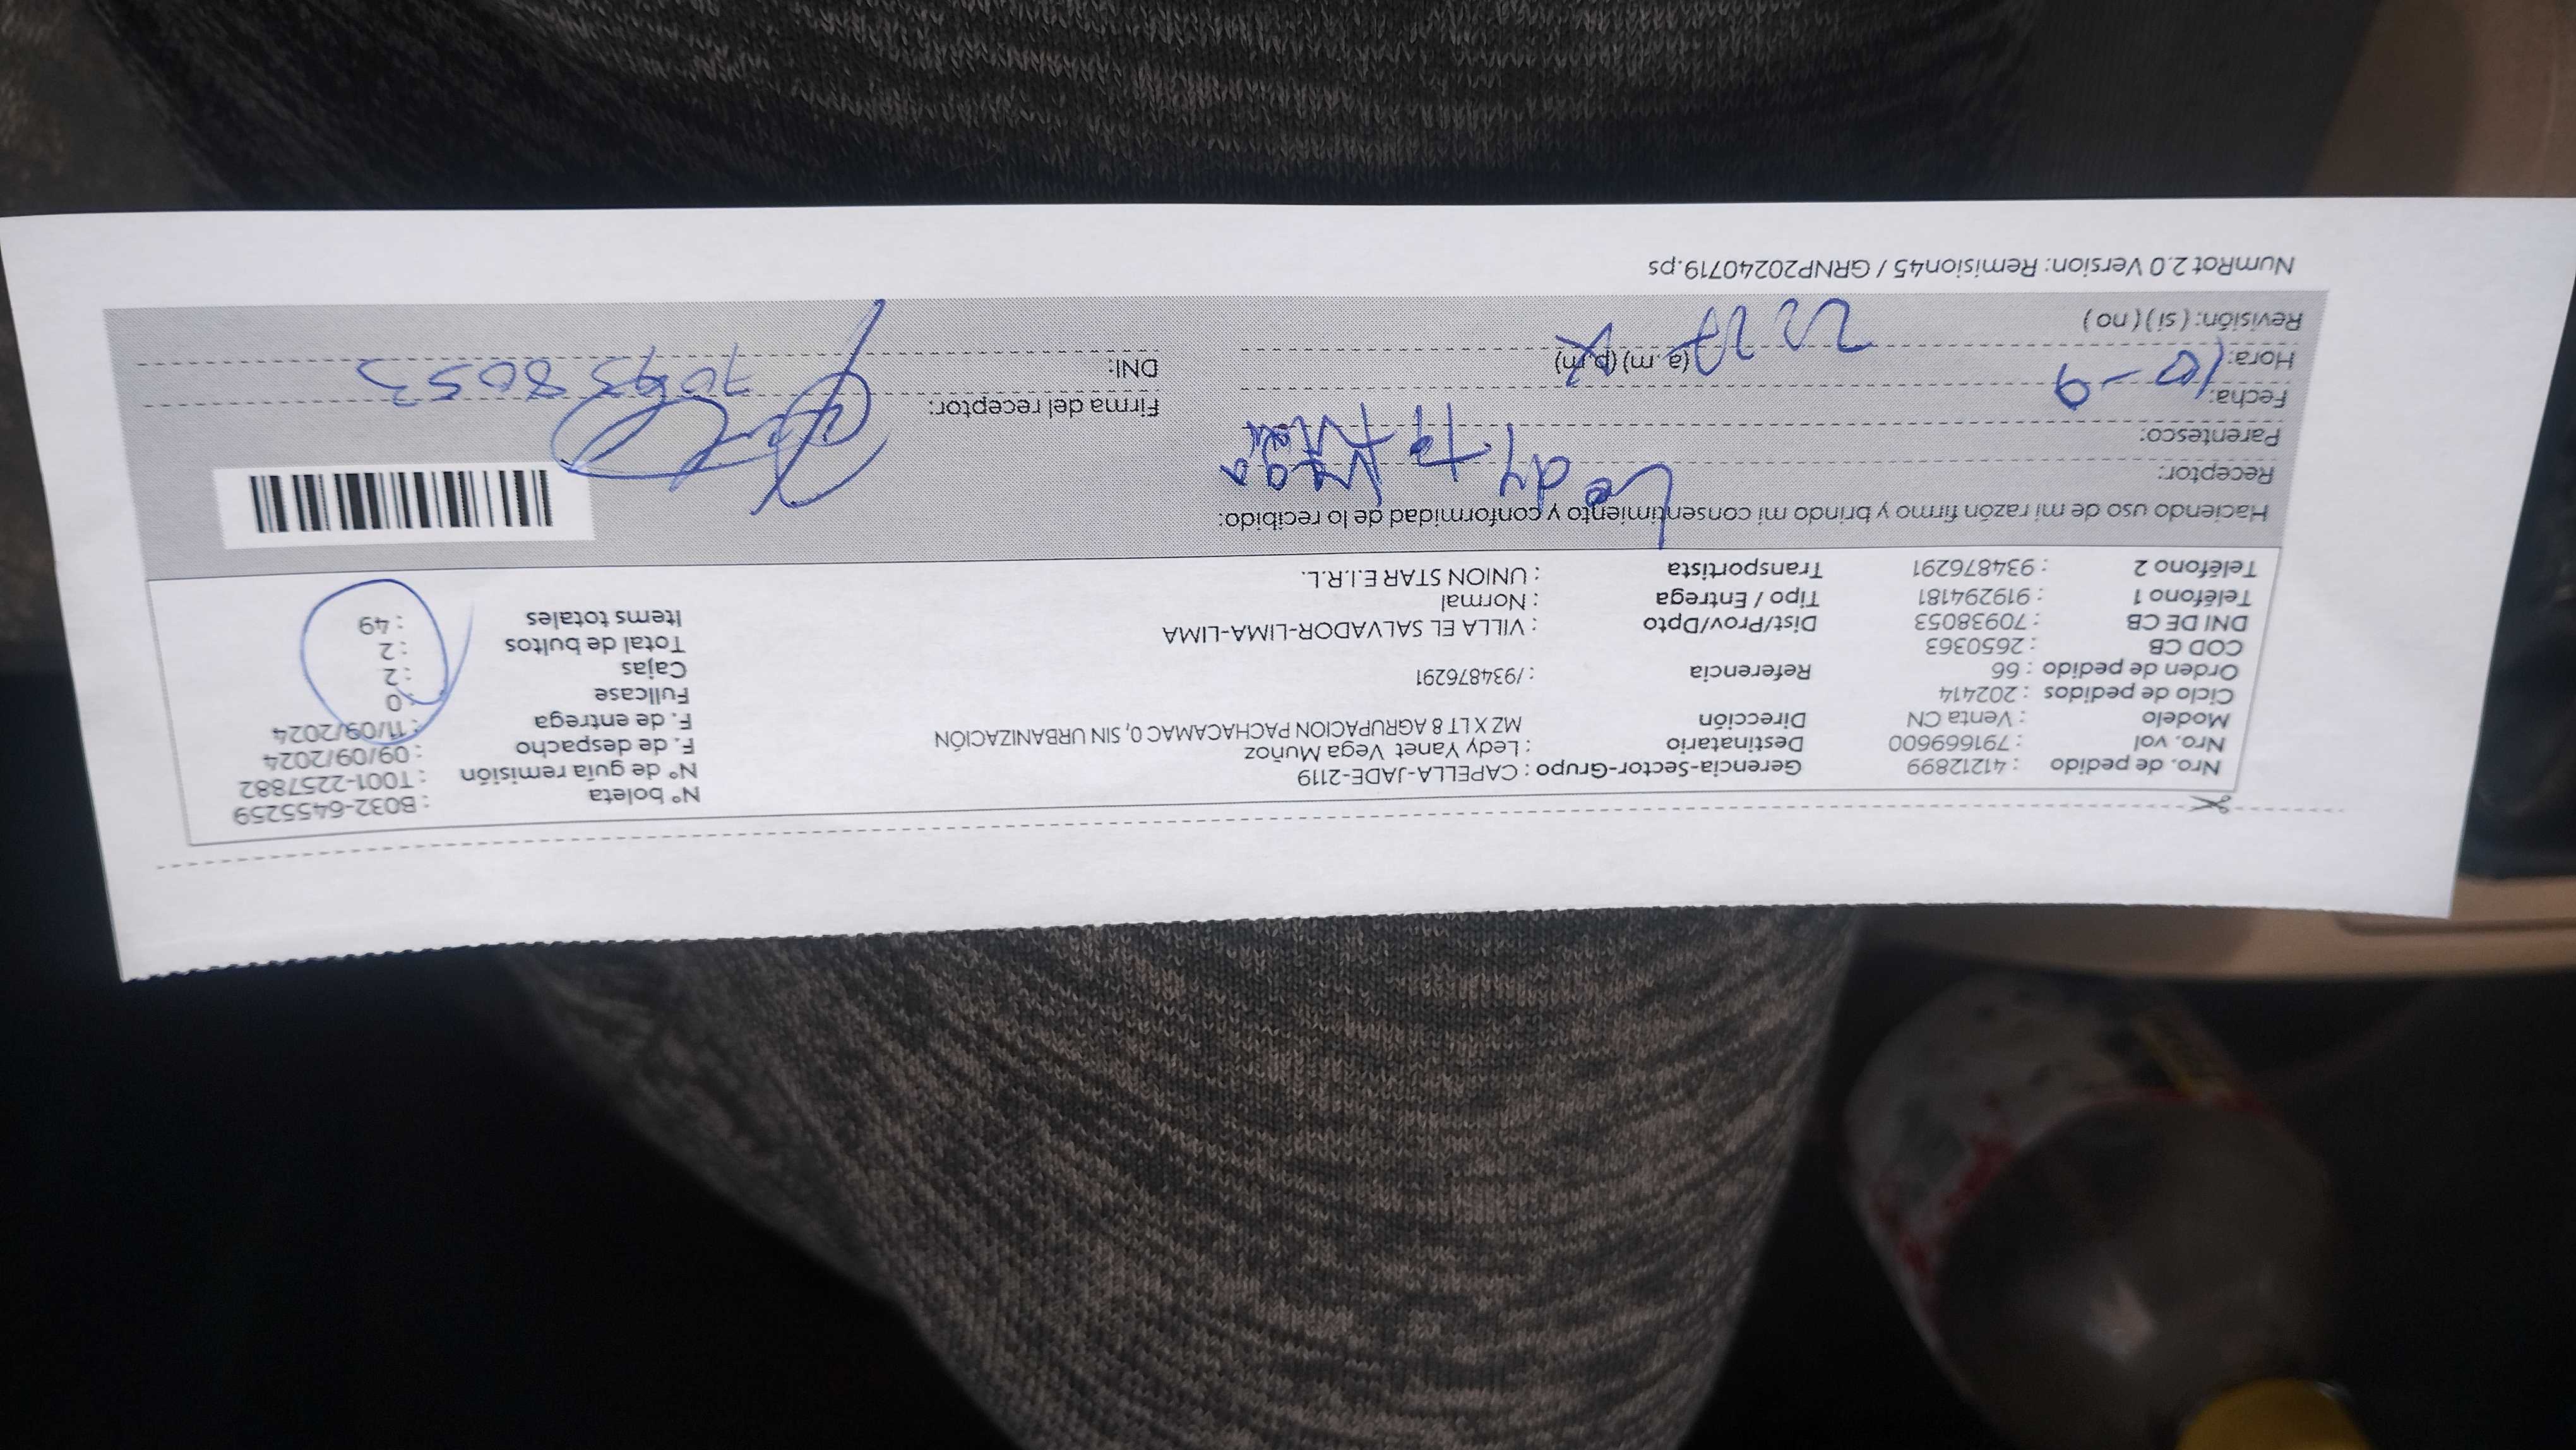 Nro. de pedido : 41212899 Gerencia-Sector-Grupo : CAPELLA-JADE-2119 N° boleta : B032-6455259
Nro. vol : 791669600 Destinatario : Ledy Yanet Vega Muñoz N° de guía remisión : T001-2257882
Modelo : Venta CN Dirección MZ X LT 8 AGRUPACION PACHACAMAC 0, SIN URBANIZACIÓN F. de despacho : 09/09/2024
Ciclo de pedidos : 202414 F. de entrega : 11/09/2024
Orden de pedido : 66 Referencia : /934876291 Fullcase : 0
COD CB : 2650363 Cajas : 2
DNI DE CB : 70938053 Dist/Prov/Dpto : VILLA EL SALVADOR-LIMA-LIMA Total de bultos : 2
Teléfono 1 : 919294181 Tipo / Entrega : Normal Items totales : 49
Teléfono 2 : 934876291 Transportista : UNION STAR E.I.R.L.
Haciendo uso de mi razón firmo y brindo mi consentimiento y conformidad de lo recibido:
Receptor: Ledy Vega
Parentesco:
Fecha: 10-9 Firma del receptor:
Hora: (a. m) (p.m) DNI: 70938053
Revisión: ( si ) ( no )
NumRot 2.0 Version: Remision45 / GRNP20240719.ps